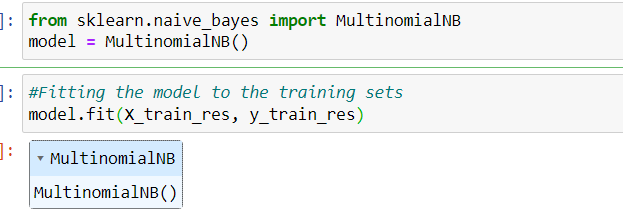 ]: from sklearn.naive_bayes import MultinomialNB
model = MultinomialNB()
]: #Fitting the model to the training sets
model.fit(X_train_res, y_train_res)
]: ▾ MultinomialNB
MultinomialNB()